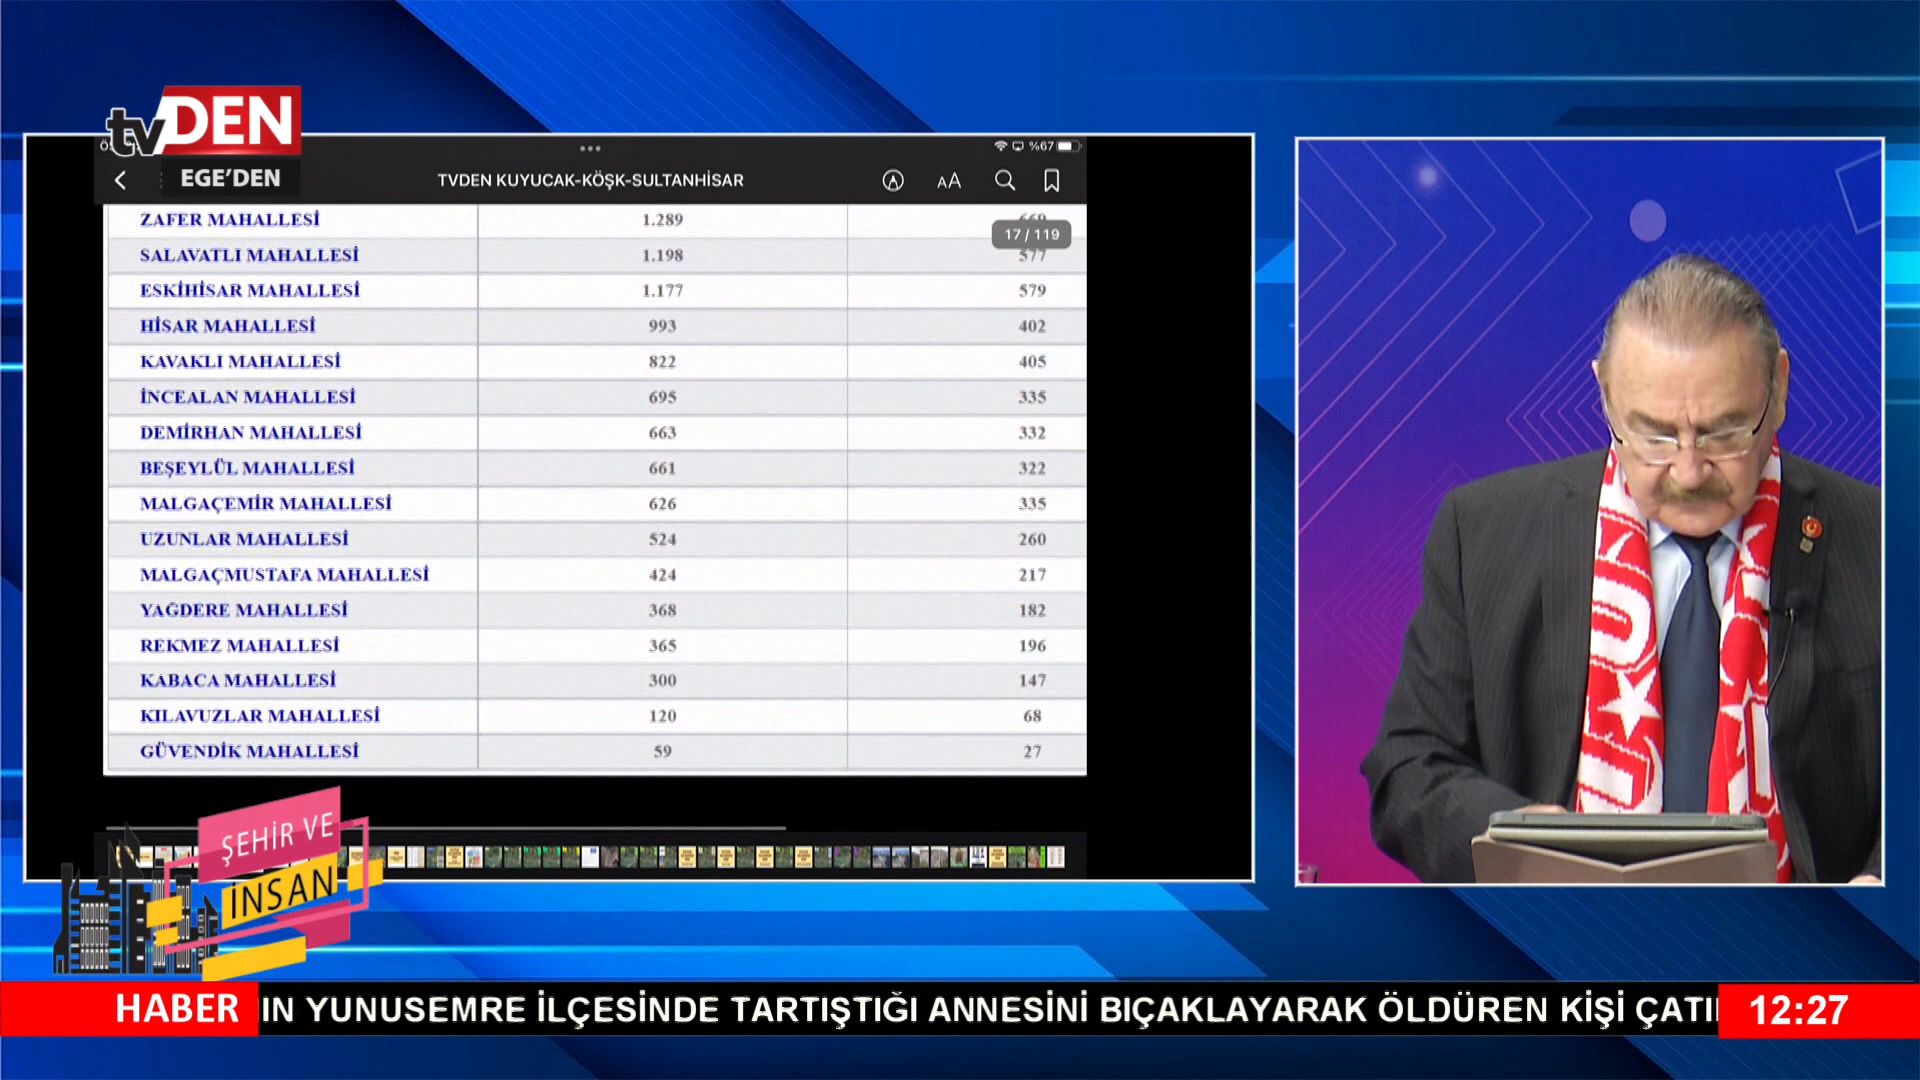 tvDEN
EGE'DEN
%67
TVDEN KUYUCAK-KÖŞK-SULTANHİSAR
AA
17 / 119
ZAFER MAHALLESİ 1.289 669
SALAVATLI MAHALLESİ 1.198 577
ESKİHİSAR MAHALLESİ 1.177 579
HİSAR MAHALLESİ 993 402
KAVAKLI MAHALLESİ 822 405
İNCEALAN MAHALLESİ 695 335
DEMİRHAN MAHALLESİ 663 332
BEŞEYLÜL MAHALLESİ 661 322
MALGAÇEMİR MAHALLESİ 626 335
UZUNLAR MAHALLESİ 524 260
MALGAÇMUSTAFA MAHALLESİ 424 217
YAĞDERE MAHALLESİ 368 182
REKMEZ MAHALLESİ 365 196
KABACA MAHALLESİ 300 147
KILAVUZLAR MAHALLESİ 120 68
GÜVENDİK MAHALLESİ 59 27
ŞEHİR VE
İNSAN
HABER IN YUNUSEMRE İLÇESİNDE TARTIŞTIĞI ANNESİNİ BIÇAKLAYARAK ÖLDÜREN KİŞİ ÇATI 12:27